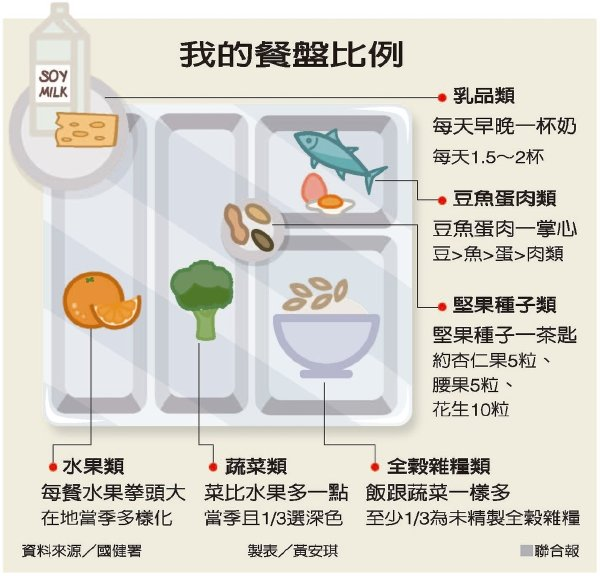 我的餐盤比例
SOY
MILK
乳品類
每天早晚一杯奶
每天1.5～2杯
豆魚蛋肉類
豆魚蛋肉一掌心
豆>魚>蛋>肉類
堅果種子類
堅果種子一茶匙
約杏仁果5粒、
腰果5粒、
花生10粒
水果類
每餐水果拳頭大
在地當季多樣化
蔬菜類
菜比水果多一點
當季且1/3選深色
全穀雜糧類
飯跟蔬菜一樣多
至少1/3為未精製全穀雜糧
資料來源／國健署
製表／黃安琪
聯合報